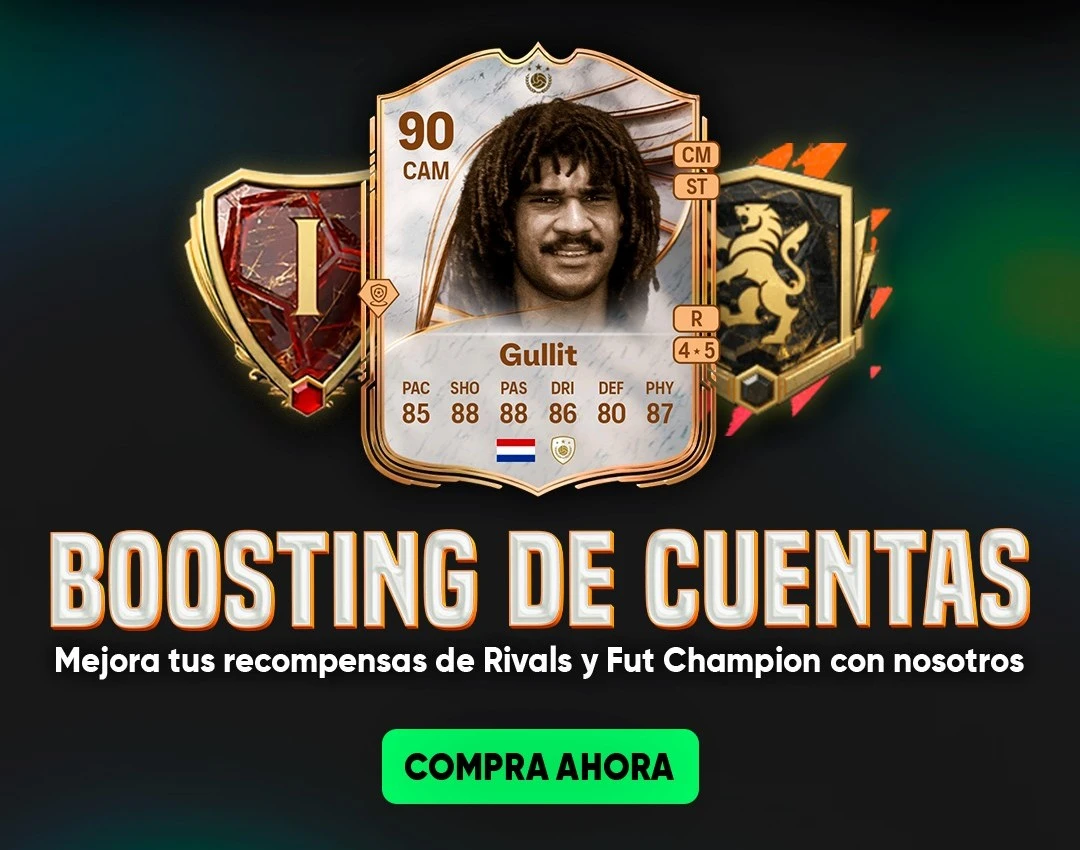 90
CAM
CM
ST
I
R
4★5
Gullit
PAC SHO PAS DRI DEF PHY
85 88 88 86 80 87
BOOSTING DE CUENTAS
Mejora tus recompensas de Rivals y Fut Champion con nosotros
COMPRA AHORA